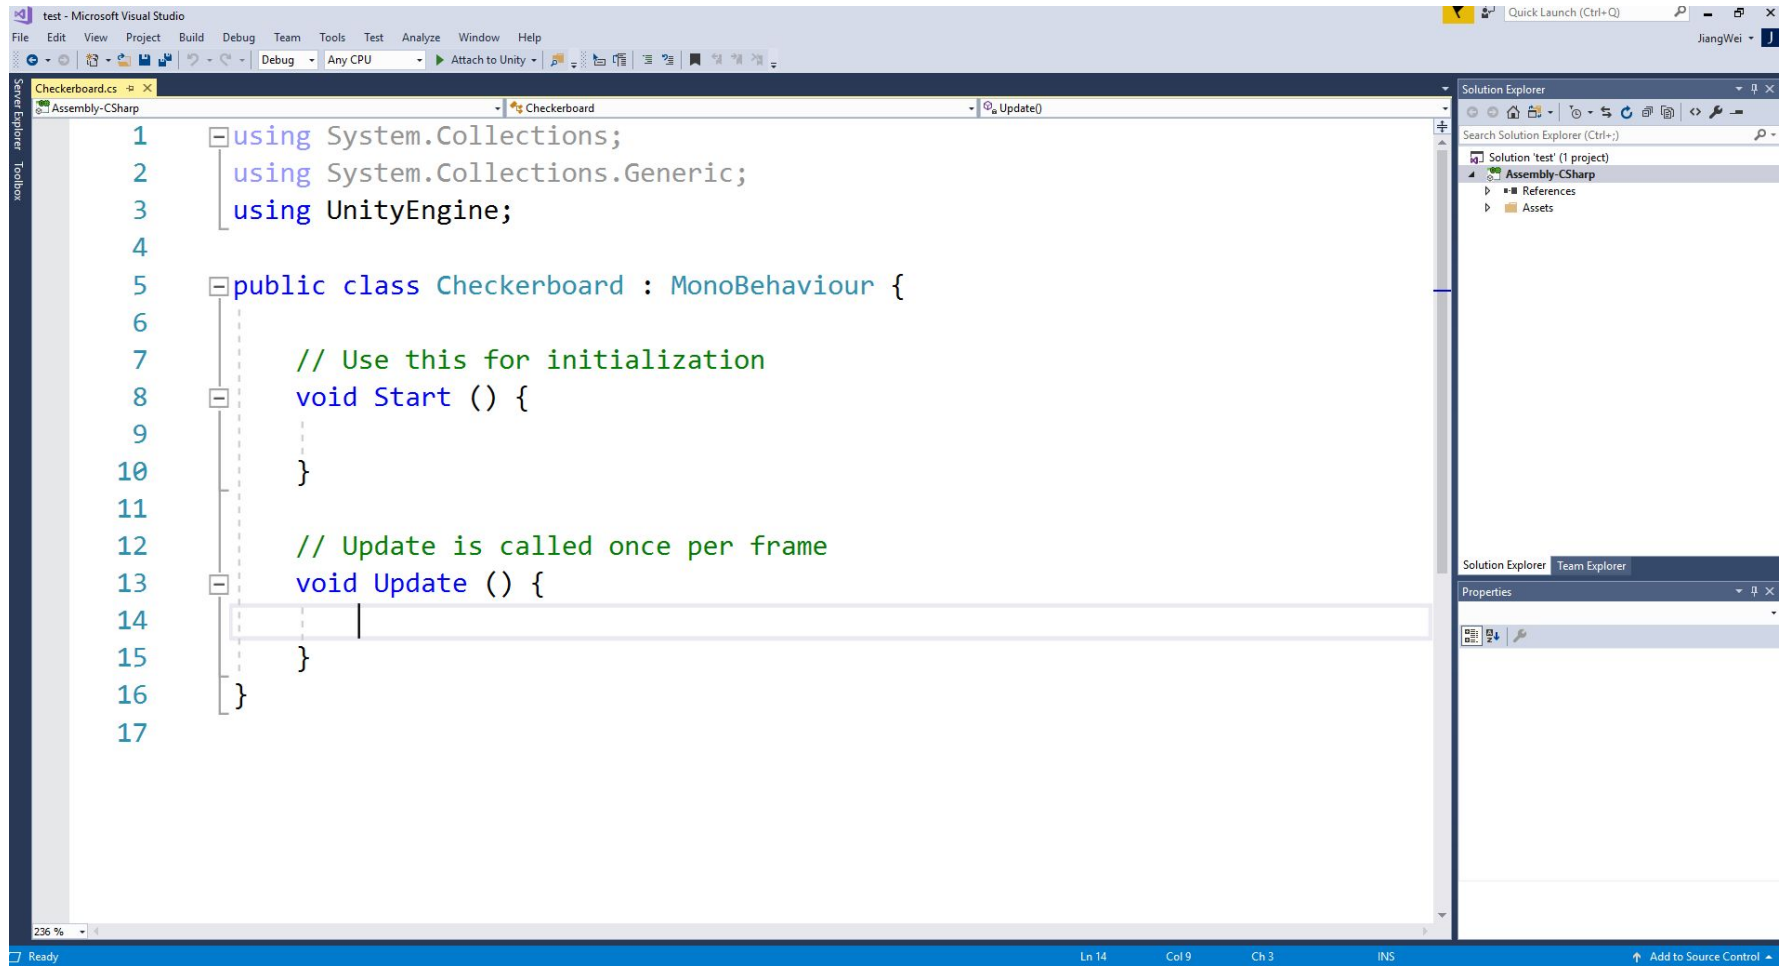 test - Microsoft Visual Studio
Quick Launch (Ctrl+Q)
File Edit View Project Build Debug Team Tools Test Analyze Window Help
JiangWei J
Debug Any CPU Attach to Unity
Server Explorer
Toolbox
Checkerboard.cs
Assembly-CSharp Checkerboard Update()
1 using System.Collections;
2 using System.Collections.Generic;
3 using UnityEngine;
4
5 public class Checkerboard : MonoBehaviour {
6
7 // Use this for initialization
8 void Start () {
9
10 }
11
12 // Update is called once per frame
13 void Update () {
14
15 }
16 }
17
236 %
Solution Explorer
Search Solution Explorer (Ctrl+;)
Solution 'test' (1 project)
Assembly-CSharp
References
Assets
Solution Explorer Team Explorer
Properties
Ready Ln 14 Col 9 Ch 3 INS Add to Source Control